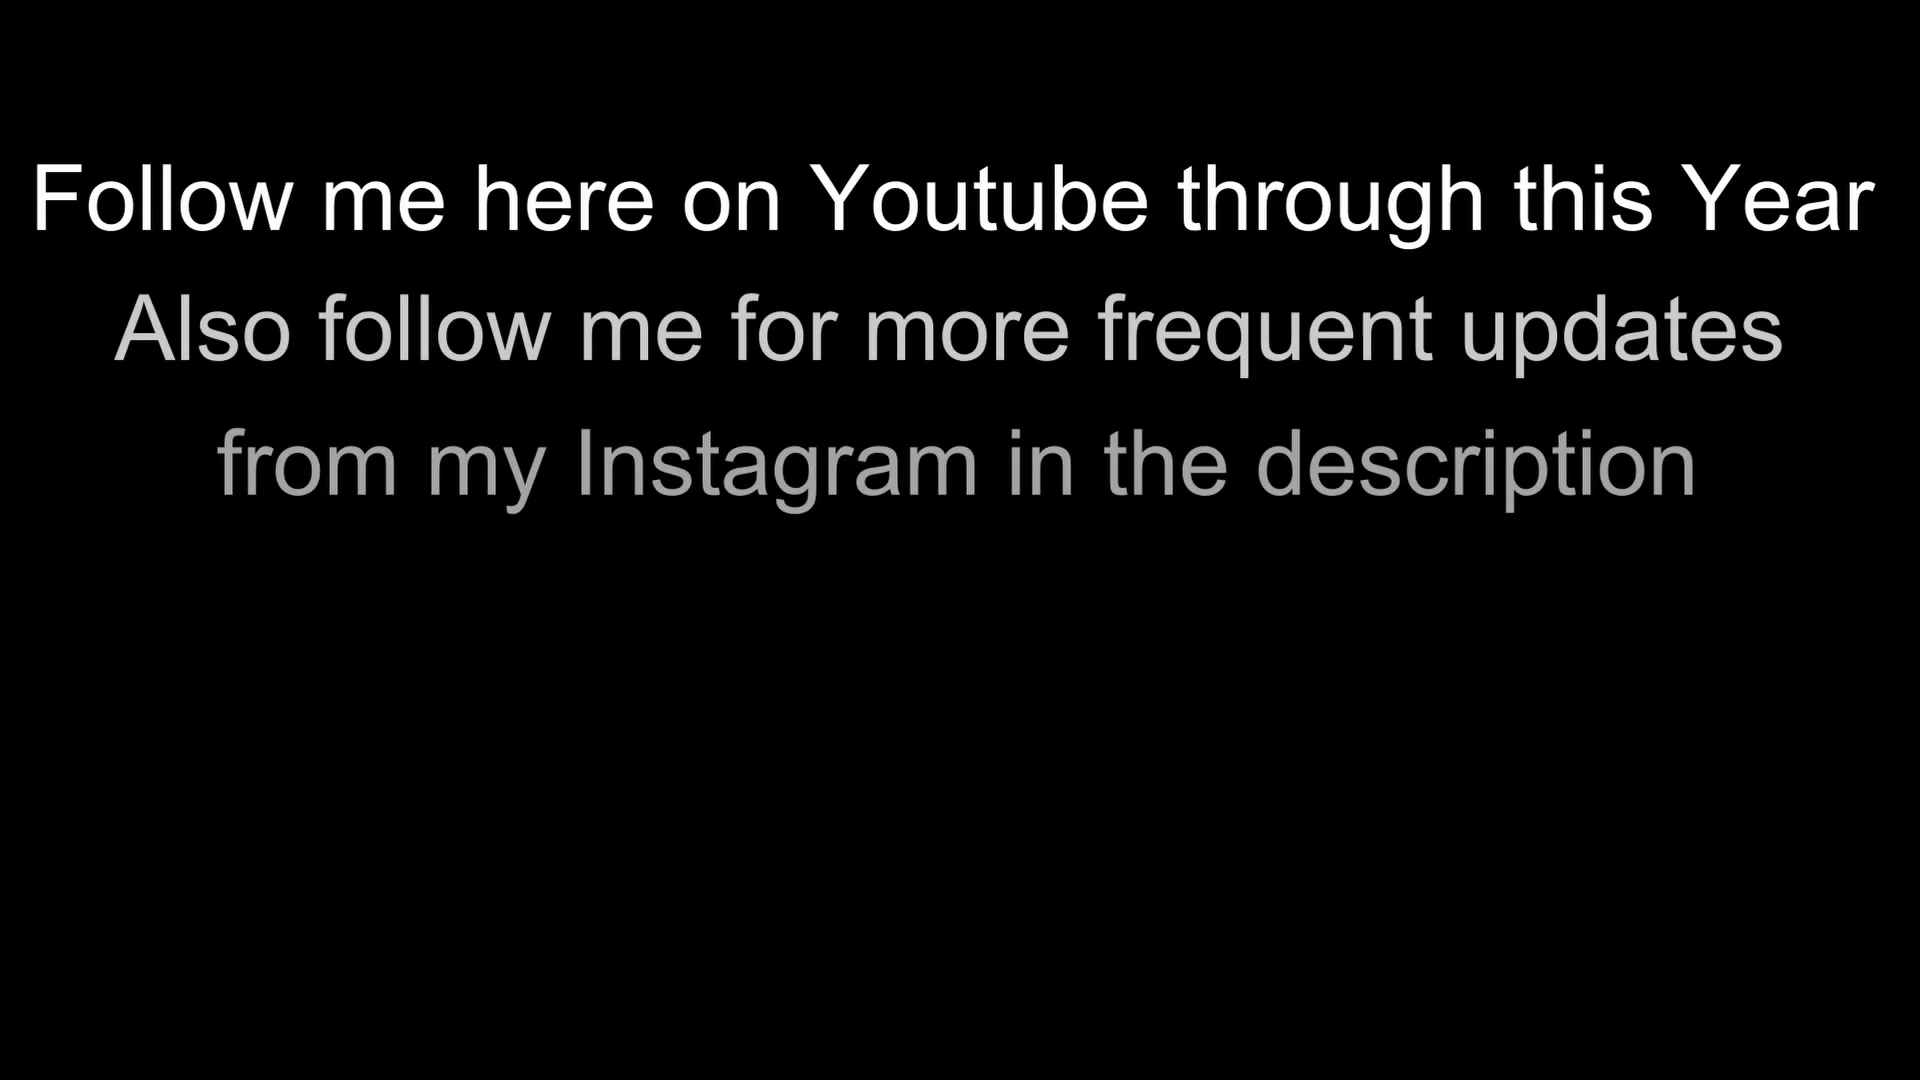 Follow me here on Youtube through this Year
Also follow me for more frequent updates
from my Instagram in the description